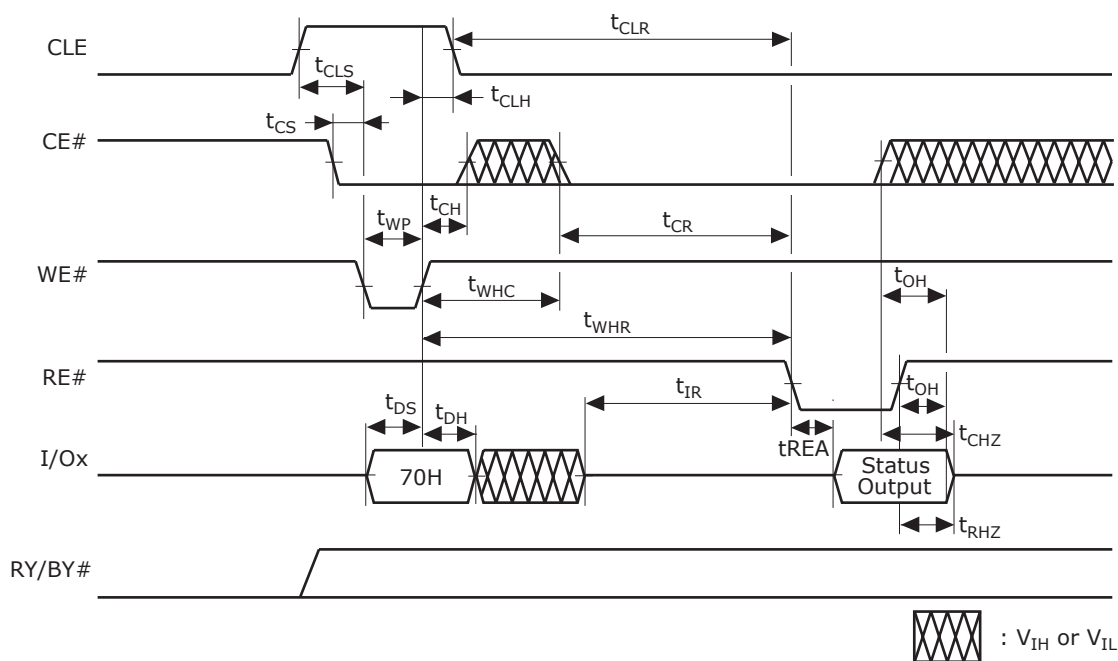 CLE
tCLR
tCLS
tCLH
tCS
CE#
tCH
tWP
tCR
WE#
tWHC
tOH
tWHR
RE#
tIR
tOH
tDS
tDH
tREA
tCHZ
I/Ox
70H
Status
Output
tRHZ
RY/BY#
: VIH or VIL